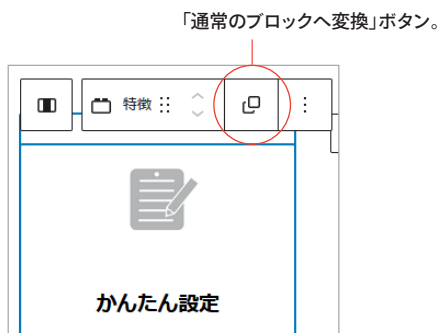 「通常のブロックへ変換」ボタン。
特徴
かんたん設定